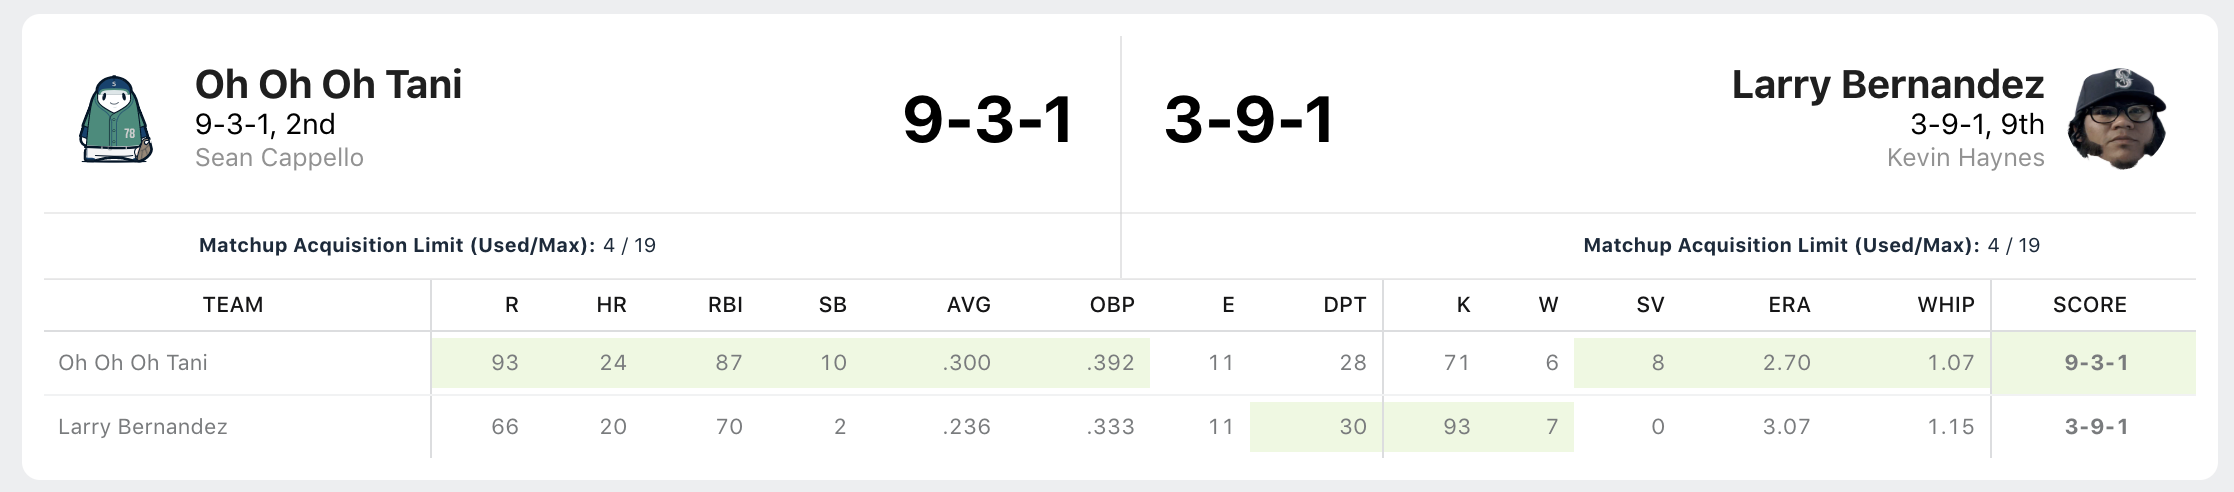 Oh Oh Oh Tani
9-3-1, 2nd
Sean Cappello
9-3-1
3-9-1
Larry Bernandez
3-9-1, 9th
Kevin Haynes
78
S
S
Matchup Acquisition Limit (Used/Max): 4 / 19
Matchup Acquisition Limit (Used/Max): 4 / 19
TEAM R HR RBI SB AVG OBP E DPT K W SV ERA WHIP SCORE
Oh Oh Oh Tani 93 24 87 10 .300 .392 11 28 71 6 8 2.70 1.07 9-3-1
Larry Bernandez 66 20 70 2 .236 .333 11 30 93 7 0 3.07 1.15 3-9-1